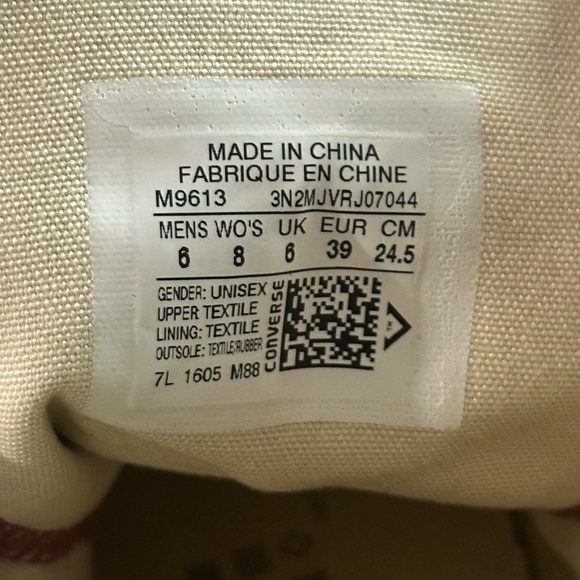 MADE IN CHINA
FABRIQUE EN CHINE
M9613 3N2MJVRJ07044
MENS WO'S UK EUR CM
6 8 6 39 24.5
GENDER: UNISEX
UPPER TEXTILE
LINING: TEXTILE
OUTSOLE: TEXTILE/RUBBER
7L 1605 M88
CONVERSE
TM